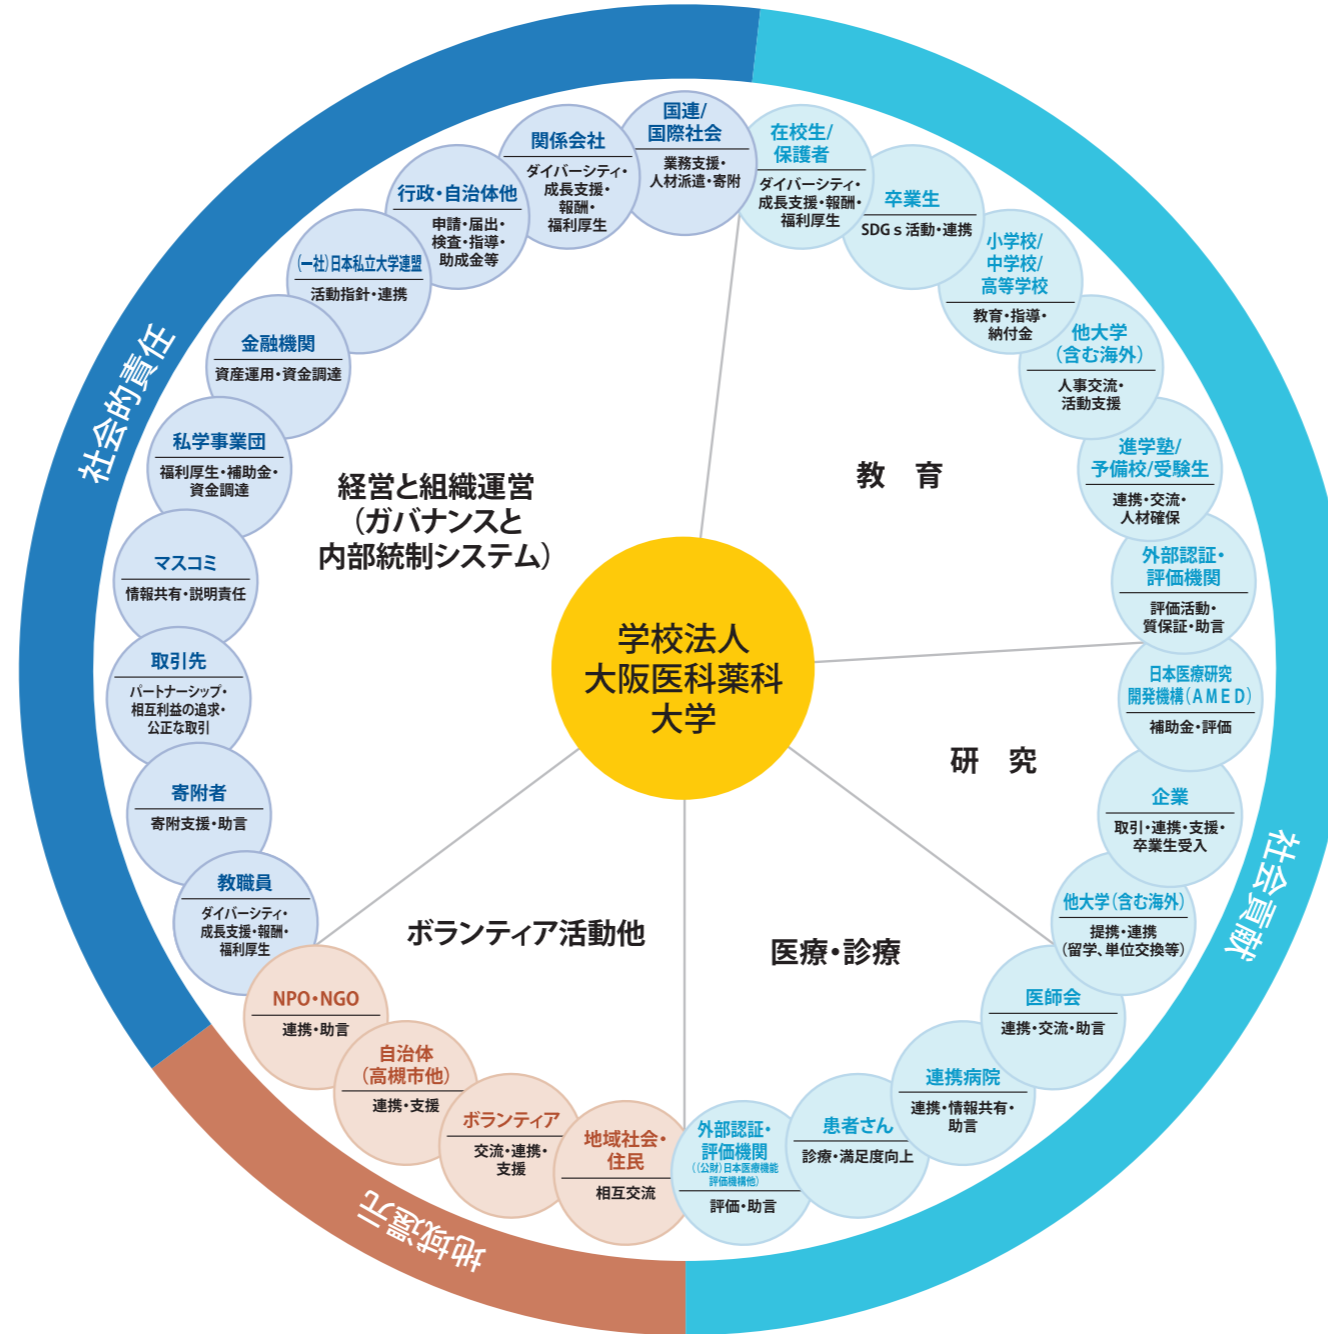 国連/
国際社会
業務支援・
人材派遣・寄附
関係会社
ダイバーシティ・
成長支援・
報酬・
福利厚生
行政・自治体他
申請・届出・
検査・指導・
助成金等
(一社)日本私立大学連盟
活動指針・連携
金融機関
資産運用・資金調達
私学事業団
福利厚生・補助金・
資金調達
マスコミ
情報共有・説明責任
取引先
パートナーシップ・
相互利益の追求・
公正な取引
寄附者
寄附支援・助言
教職員
ダイバーシティ・
成長支援・報酬・
福利厚生
在校生/
保護者
ダイバーシティ・
成長支援・報酬・
福利厚生
卒業生
SDGs活動・連携
小学校/
中学校/
高等学校
教育・指導・
納付金
他大学
(含む海外)
人事交流・
活動支援
進学塾/
予備校/受験生
連携・交流・
人材確保
外部認証・
評価機関
評価活動・
質保証・助言
日本医療研究
開発機構(AMED)
補助金・評価
企業
取引・連携・支援・
卒業生受入
他大学(含む海外)
提携・連携
(留学、単位交換等)
医師会
連携・交流・助言
連携病院
連携・情報共有・
助言
患者さん
診療・満足度向上
外部認証・
評価機関
((公財)日本医療機能
評価機構他)
評価・助言
地域社会・
住民
相互交流
ボランティア
交流・連携・
支援
自治体
(高槻市他)
連携・支援
NPO・NGO
連携・助言
経営と組織運営
(ガバナンスと
内部統制システム)
教 育
研 究
医療・診療
ボランティア活動他
学校法人
大阪医科薬科
大学
社会的責任
社会貢献
地域還元